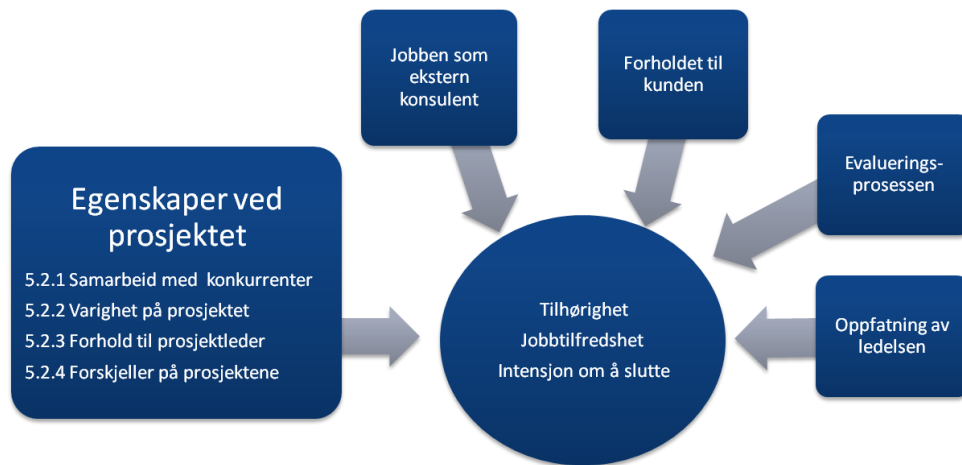 Jobben som
ekstern
konsulent
Forholdet til
kunden
Evaluerings-
prosessen
Egenskaper ved
prosjektet
5.2.1 Samarbeid med konkurrenter
5.2.2 Varighet på prosjektet
5.2.3 Forhold til prosjektleder
5.2.4 Forskjeller på prosjektene
Tilhørighet
Jobbtilfredshet
Intensjon om å slutte
Oppfatning av
ledelsen